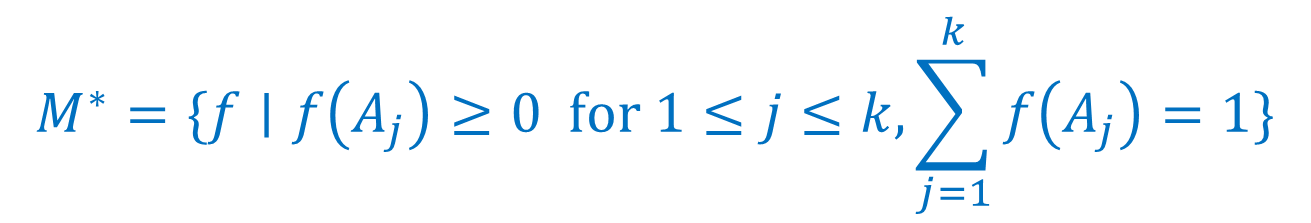 M* = {f | f(A_j) ≥ 0 for 1 ≤ j ≤ k, ∑_{j=1}^{k} f(A_j) = 1}